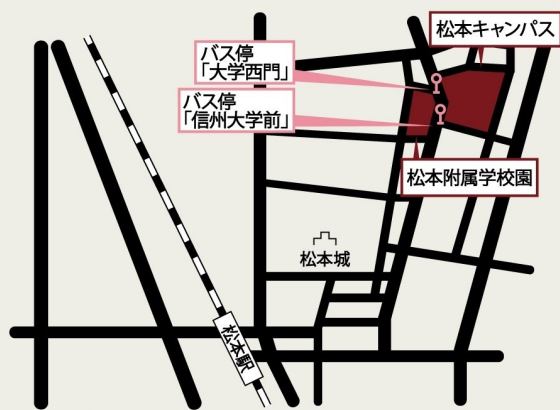 松本キャンパス
バス停
「大学西門」
バス停
「信州大学前」
松本附属学校園
松本城
松本駅